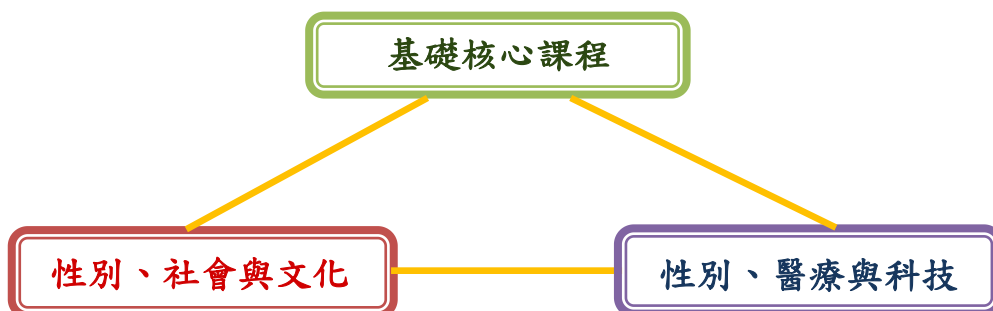 基礎核心課程
性別、社會與文化
性別、醫療與科技